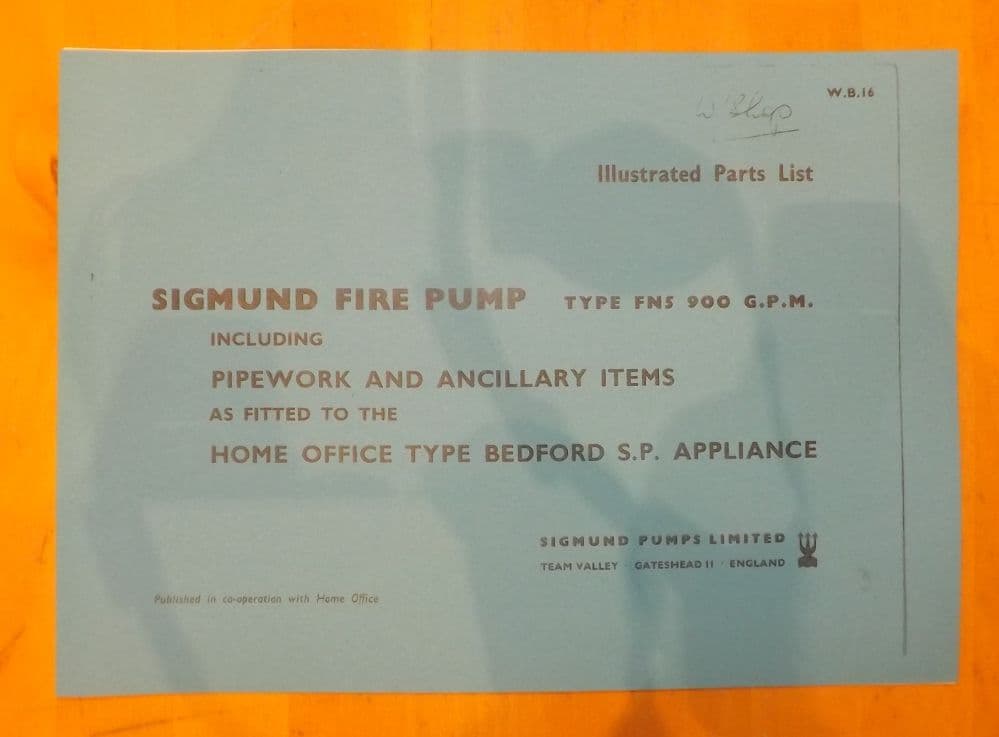 W.B.16
W'Shop
Illustrated Parts List
SIGMUND FIRE PUMP TYPE FN5 900 G.P.M.
INCLUDING
PIPEWORK AND ANCILLARY ITEMS
AS FITTED TO THE
HOME OFFICE TYPE BEDFORD S.P. APPLIANCE
SIGMUND PUMPS LIMITED
TEAM VALLEY · GATESHEAD 11 · ENGLAND
Published in co-operation with Home Office